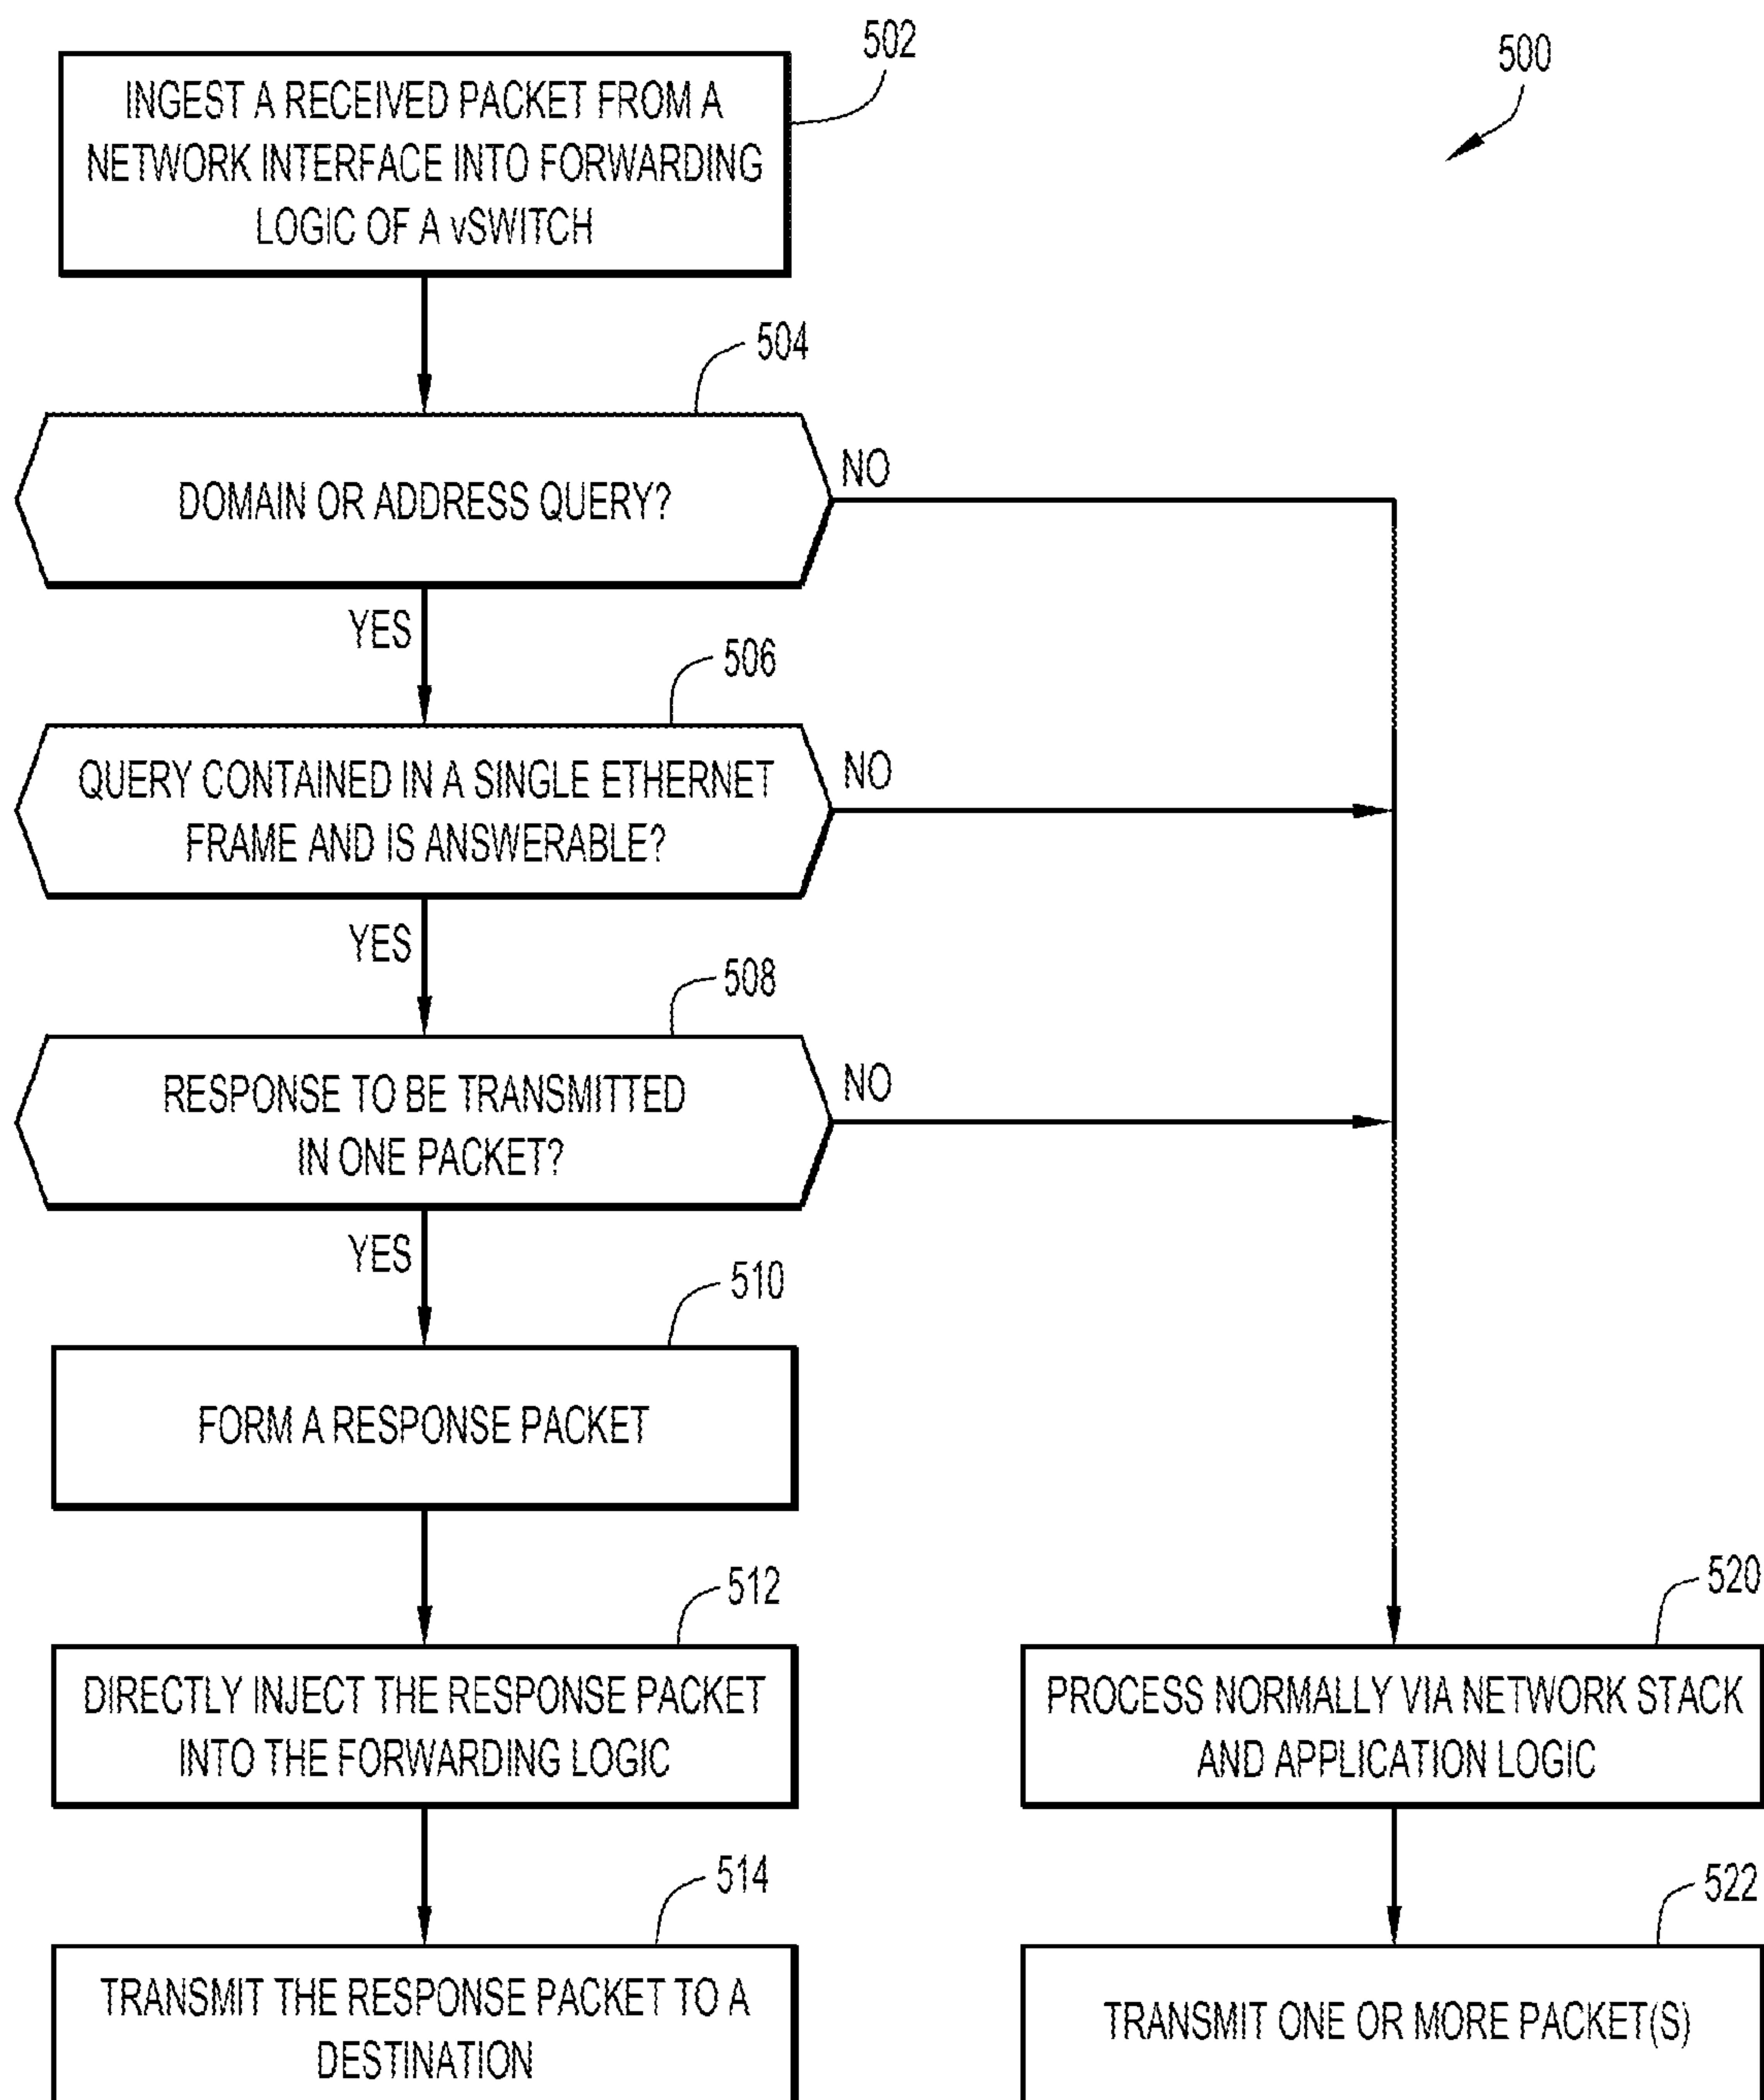 502
500
INGEST A RECEIVED PACKET FROM A
NETWORK INTERFACE INTO FORWARDING
LOGIC OF A vSWITCH
504
DOMAIN OR ADDRESS QUERY?
NO
YES
506
QUERY CONTAINED IN A SINGLE ETHERNET
FRAME AND IS ANSWERABLE?
NO
YES
508
RESPONSE TO BE TRANSMITTED
IN ONE PACKET?
NO
YES
510
FORM A RESPONSE PACKET
512
DIRECTLY INJECT THE RESPONSE PACKET
INTO THE FORWARDING LOGIC
520
PROCESS NORMALLY VIA NETWORK STACK
AND APPLICATION LOGIC
514
TRANSMIT THE RESPONSE PACKET TO A
DESTINATION
522
TRANSMIT ONE OR MORE PACKET(S)